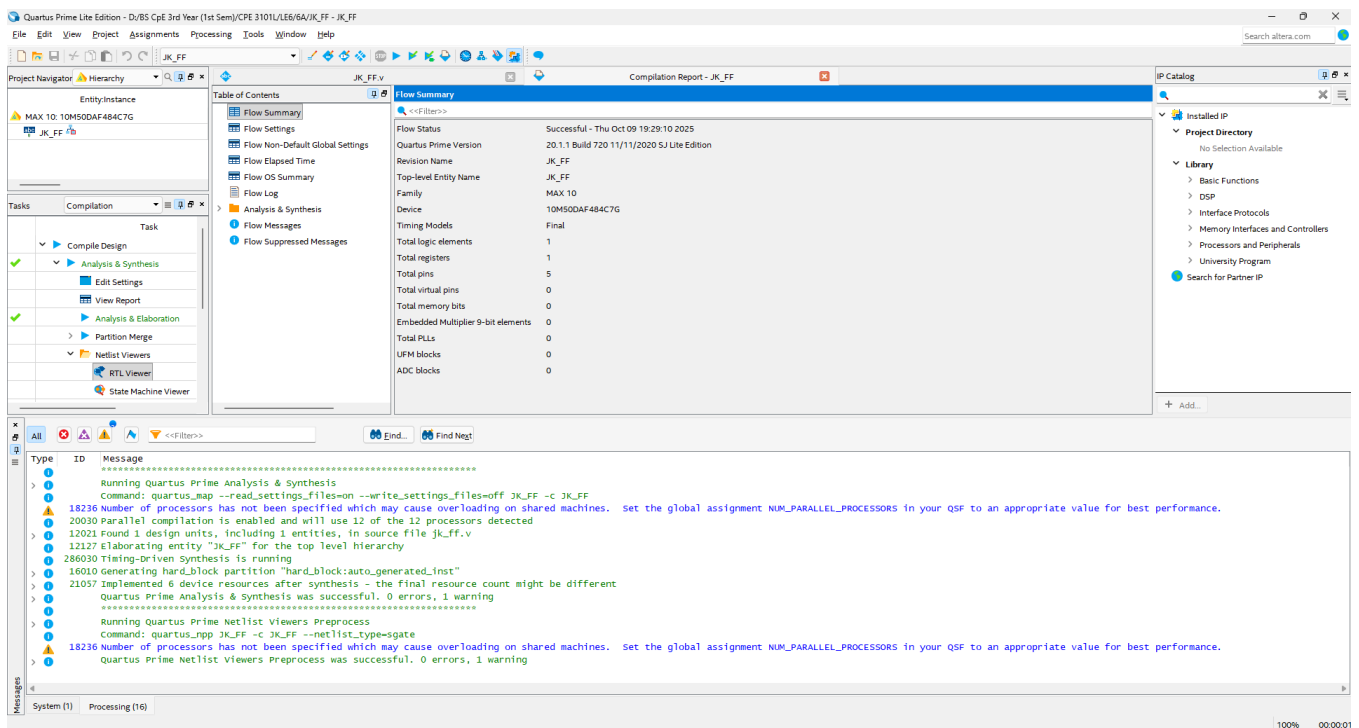 Quartus Prime Lite Edition - D:/BS CpE 3rd Year (1st Sem)/CPE 3101L/LE6/6A/JK_FF - JK_FF
File Edit View Project Assignments Processing Tools Window Help
Search altera.com
JK_FF
Project Navigator Hierarchy
Entity:Instance
MAX 10: 10M50DAF484C7G
JK_FF
Tasks Compilation
Task
Compile Design
Analysis & Synthesis
Edit Settings
View Report
Analysis & Elaboration
Partition Merge
Netlist Viewers
RTL Viewer
State Machine Viewer
JK_FF.v
Compilation Report - JK_FF
Table of Contents
Flow Summary
Flow Settings
Flow Non-Default Global Settings
Flow Elapsed Time
Flow OS Summary
Flow Log
Analysis & Synthesis
Flow Messages
Flow Suppressed Messages
Flow Summary
<<Filter>>
Flow Status Successful - Thu Oct 09 19:29:10 2025
Quartus Prime Version 20.1.1 Build 720 11/11/2020 SJ Lite Edition
Revision Name JK_FF
Top-level Entity Name JK_FF
Family MAX 10
Device 10M50DAF484C7G
Timing Models Final
Total logic elements 1
Total registers 1
Total pins 5
Total virtual pins 0
Total memory bits 0
Embedded Multiplier 9-bit elements 0
Total PLLs 0
UFM blocks 0
ADC blocks 0
IP Catalog
Installed IP
Project Directory
No Selection Available
Library
Basic Functions
DSP
Interface Protocols
Memory Interfaces and Controllers
Processors and Peripherals
University Program
Search for Partner IP
+ Add...
All <<Filter>> Find... Find Next
Type ID Message
*******************************************************************
Running Quartus Prime Analysis & Synthesis
Command: quartus_map --read_settings_files=on --write_settings_files=off JK_FF -c JK_FF
18236 Number of processors has not been specified which may cause overloading on shared machines. Set the global assignment NUM_PARALLEL_PROCESSORS in your QSF to an appropriate value for best performance.
20030 Parallel compilation is enabled and will use 12 of the 12 processors detected
12021 Found 1 design units, including 1 entities, in source file jk_ff.v
12127 Elaborating entity "JK_FF" for the top level hierarchy
286030 Timing-Driven Synthesis is running
16010 Generating hard_block partition "hard_block:auto_generated_inst"
21057 Implemented 6 device resources after synthesis - the final resource count might be different
Quartus Prime Analysis & Synthesis was successful. 0 errors, 1 warning
*******************************************************************
Running Quartus Prime Netlist Viewers Preprocess
Command: quartus_npp JK_FF -c JK_FF --netlist_type=sgate
18236 Number of processors has not been specified which may cause overloading on shared machines. Set the global assignment NUM_PARALLEL_PROCESSORS in your QSF to an appropriate value for best performance.
Quartus Prime Netlist Viewers Preprocess was successful. 0 errors, 1 warning
Messages
System (1) Processing (16)
100% 00:00:01